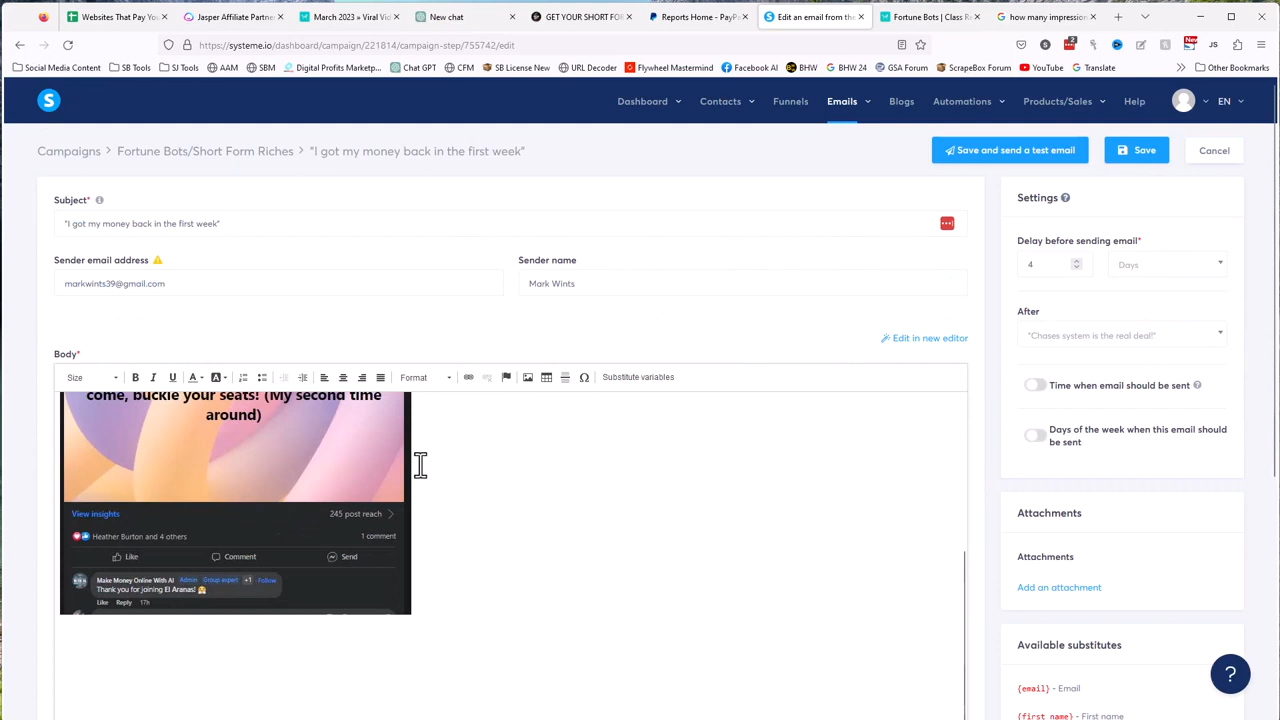 Websites That Pay You
Jasper Affiliate Partner
March 2023 » Viral Vid
New chat
GET YOUR SHORT FOR
Reports Home - PayP
Edit an email from the
Fortune Bots | Class Re
how many impression
https://systeme.io/dashboard/campaign/221814/campaign-step/7537142/edit
2
New
JS
Social Media Content
SB Tools
SJ Tools
AAM
SBM
Digital Profits Marketp...
Chat GPT
CFM
SB License New
URL Decoder
Flywheel Mastermind
Facebook AI
BHW
BHW 24
GSA Forum
ScrapeBox Forum
YouTube
Translate
Other Bookmarks
S
Dashboard
Contacts
Funnels
Emails
Blogs
Automations
Products/Sales
Help
EN
Campaigns > Fortune Bots/Short Form Riches > "I got my money back in the first week"
Save and send a test email
Save
Cancel
Subject*
"I got my money back in the first week"
Sender email address
Sender name
markwints39@gmail.com
Mark Wints
Edit in new editor
Body*
Size
B I U A A
Format
Ω
Substitute variables
come, buckle your seats! (My second time
around)
View insights
245 post reach
Heather Burton and 4 others
1 comment
Like
Comment
Send
Make Money Online With AI
Admin
Group expert
+1
· Follow
Thank you for joining El Aranas!
Like
Reply
17h
Settings
Delay before sending email*
4
Days
After
"Chases system is the real deal!"
Time when email should be sent
Days of the week when this email should
be sent
Attachments
Attachments
Add an attachment
Available substitutes
{email} - Email
{first_name} - First name
?